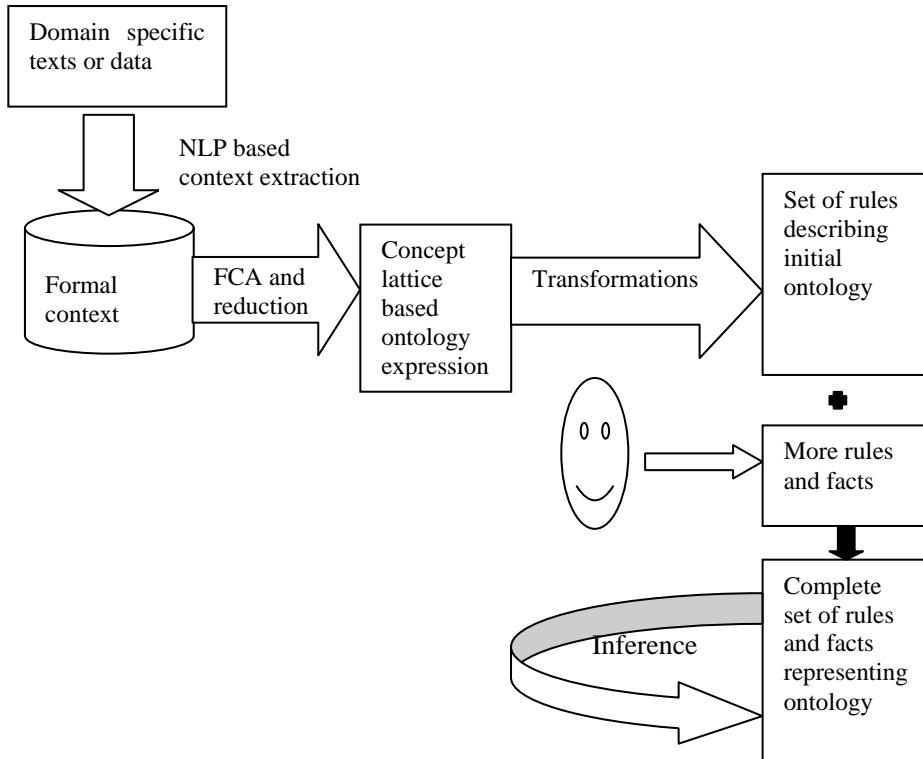 Domain specific
texts or data
NLP based
context extraction
Formal
context
FCA and
reduction
Concept
lattice
based
ontology
expression
Transformations
Set of rules
describing
initial
ontology
More rules
and facts
Inference
Complete
set of rules
and facts
representing
ontology